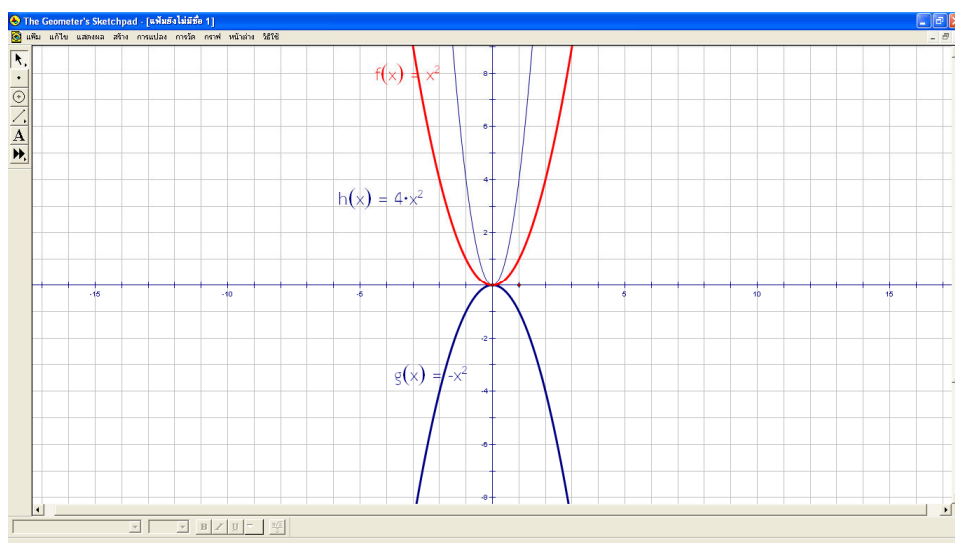 The Geometer's Sketchpad - [แฟ้มยังไม่มีชื่อ 1]
แฟ้ม แก้ไข แสดงผล สร้าง การแปลง การวัด กราฟ หน้าต่าง วิธีใช้
A
f(x) = x²
h(x) = 4·x²
g(x) = -x²
8
6
4
2
-15 -10 -5 5 10 15
-2
-4
-6
-8
B I U